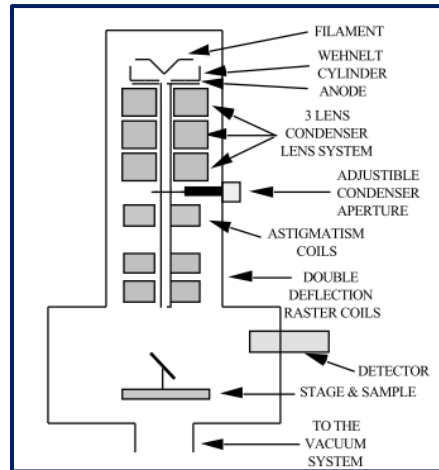 FILAMENT
WEHNELT
CYLINDER
ANODE
3 LENS
CONDENSER
LENS SYSTEM
ADJUSTIBLE
CONDENSER
APERTURE
ASTIGMATISM
COILS
DOUBLE
DEFLECTION
RASTER COILS
DETECTOR
STAGE & SAMPLE
TO THE
VACUUM
SYSTEM